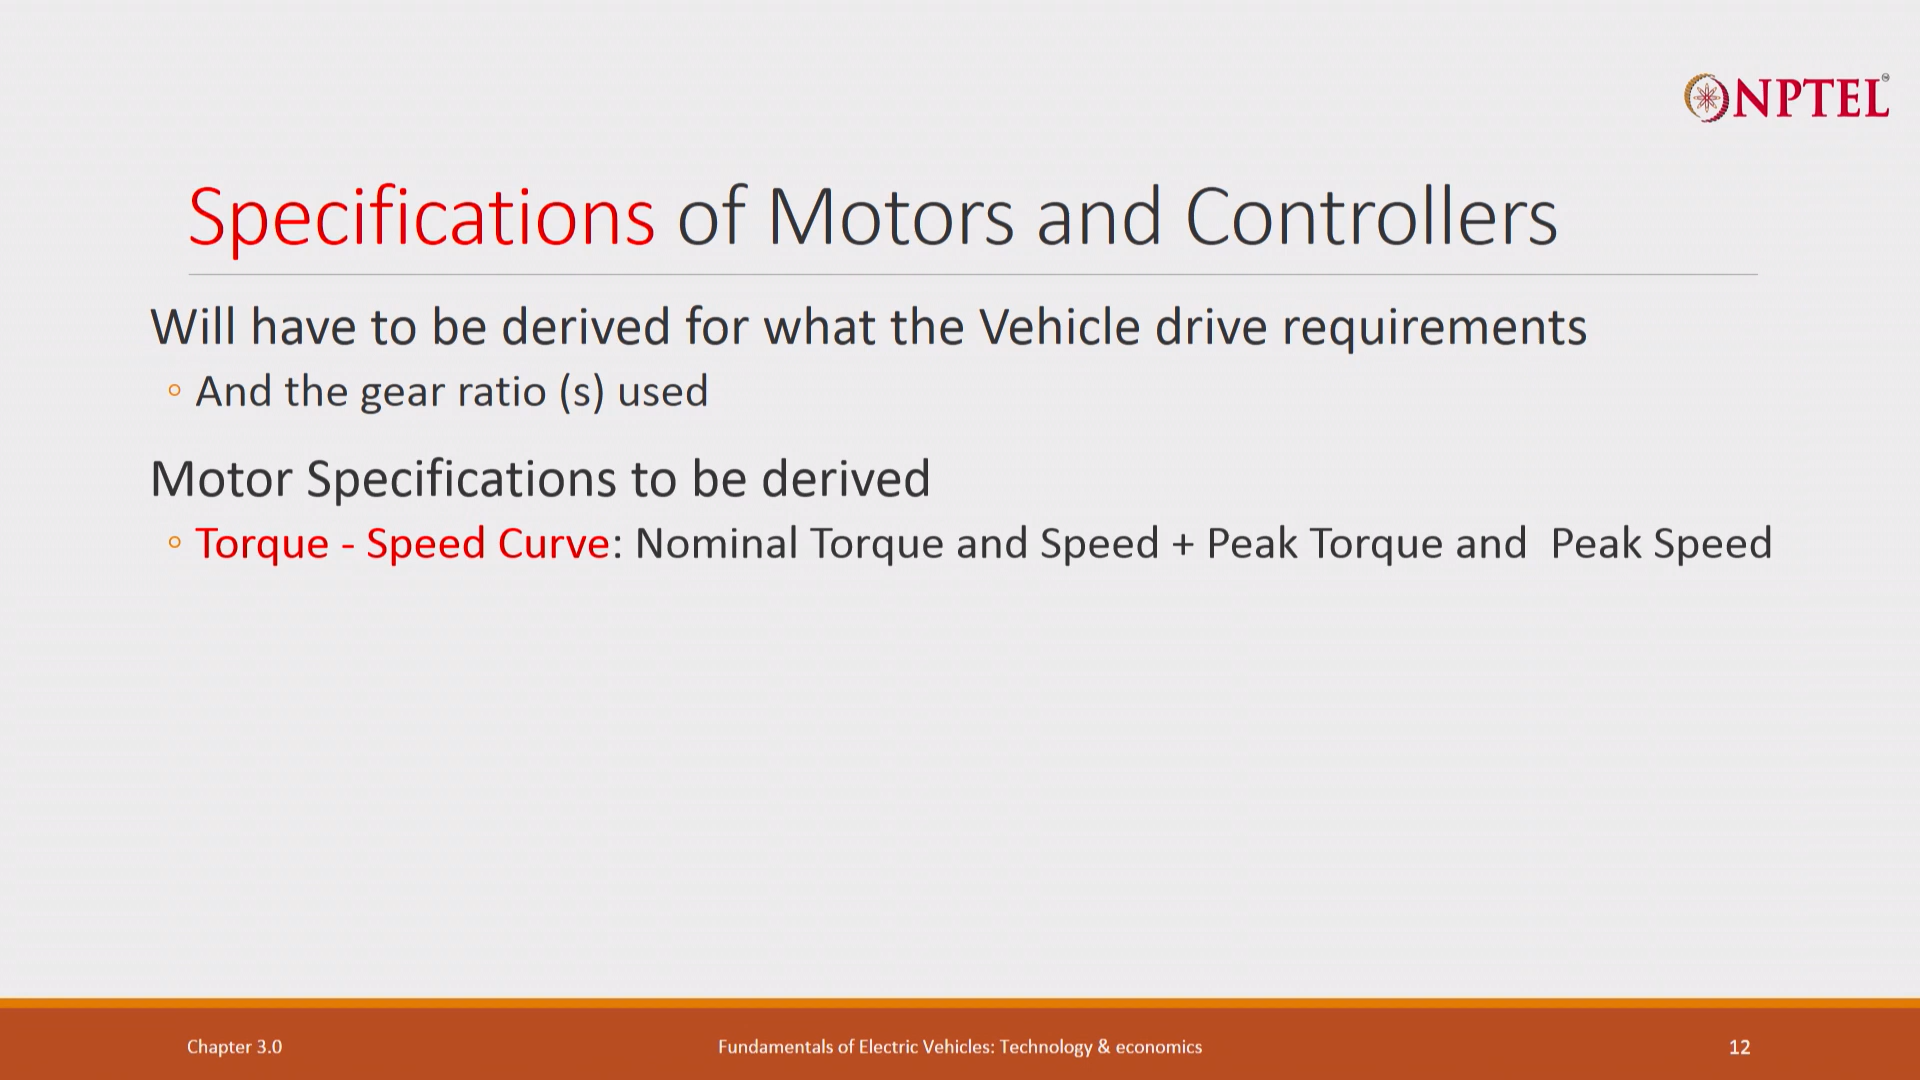 NPTEL
Specifications of Motors and Controllers
Will have to be derived for what the Vehicle drive requirements
◦ And the gear ratio (s) used
Motor Specifications to be derived
◦ Torque - Speed Curve: Nominal Torque and Speed + Peak Torque and Peak Speed
Chapter 3.0
Fundamentals of Electric Vehicles: Technology & economics
12